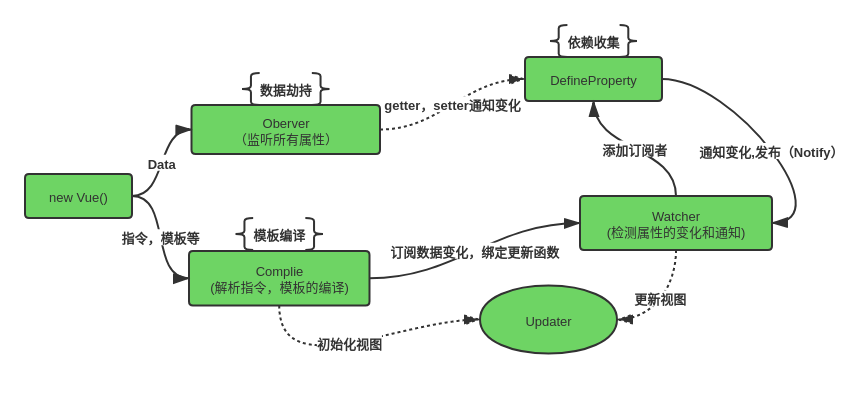 依赖收集
DefineProperty
数据劫持
getter，setter通知变化
Oberver
（监听所有属性）
添加订阅者
通知变化,发布（Notify）
Data
new Vue()
Watcher
(检测属性的变化和通知)
指令，模板等
模板编译
订阅数据变化，绑定更新函数
Complie
(解析指令，模板的编译)
更新视图
Updater
初始化视图